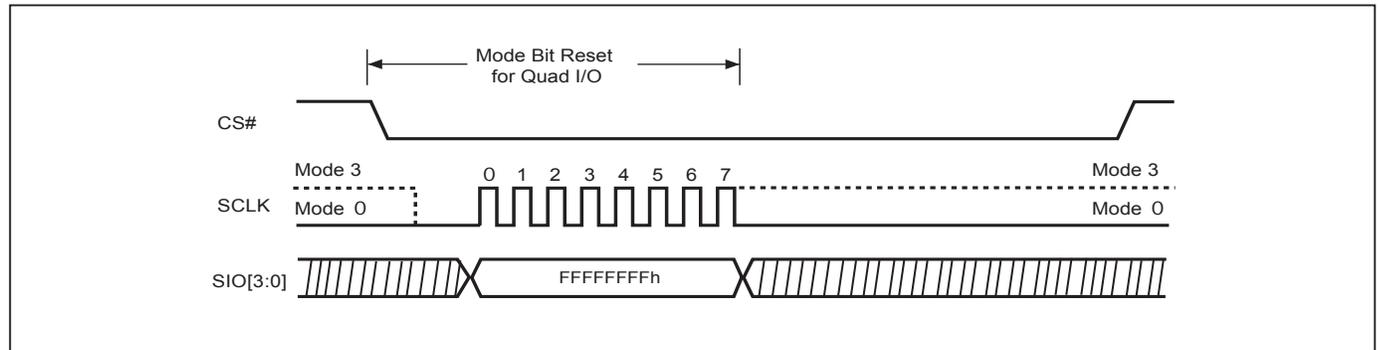 Mode Bit Reset
for Quad I/O
CS#
Mode 3
0 1 2 3 4 5 6 7
Mode 3
SCLK
Mode 0
Mode 0
SIO[3:0]
FFFFFFFFh